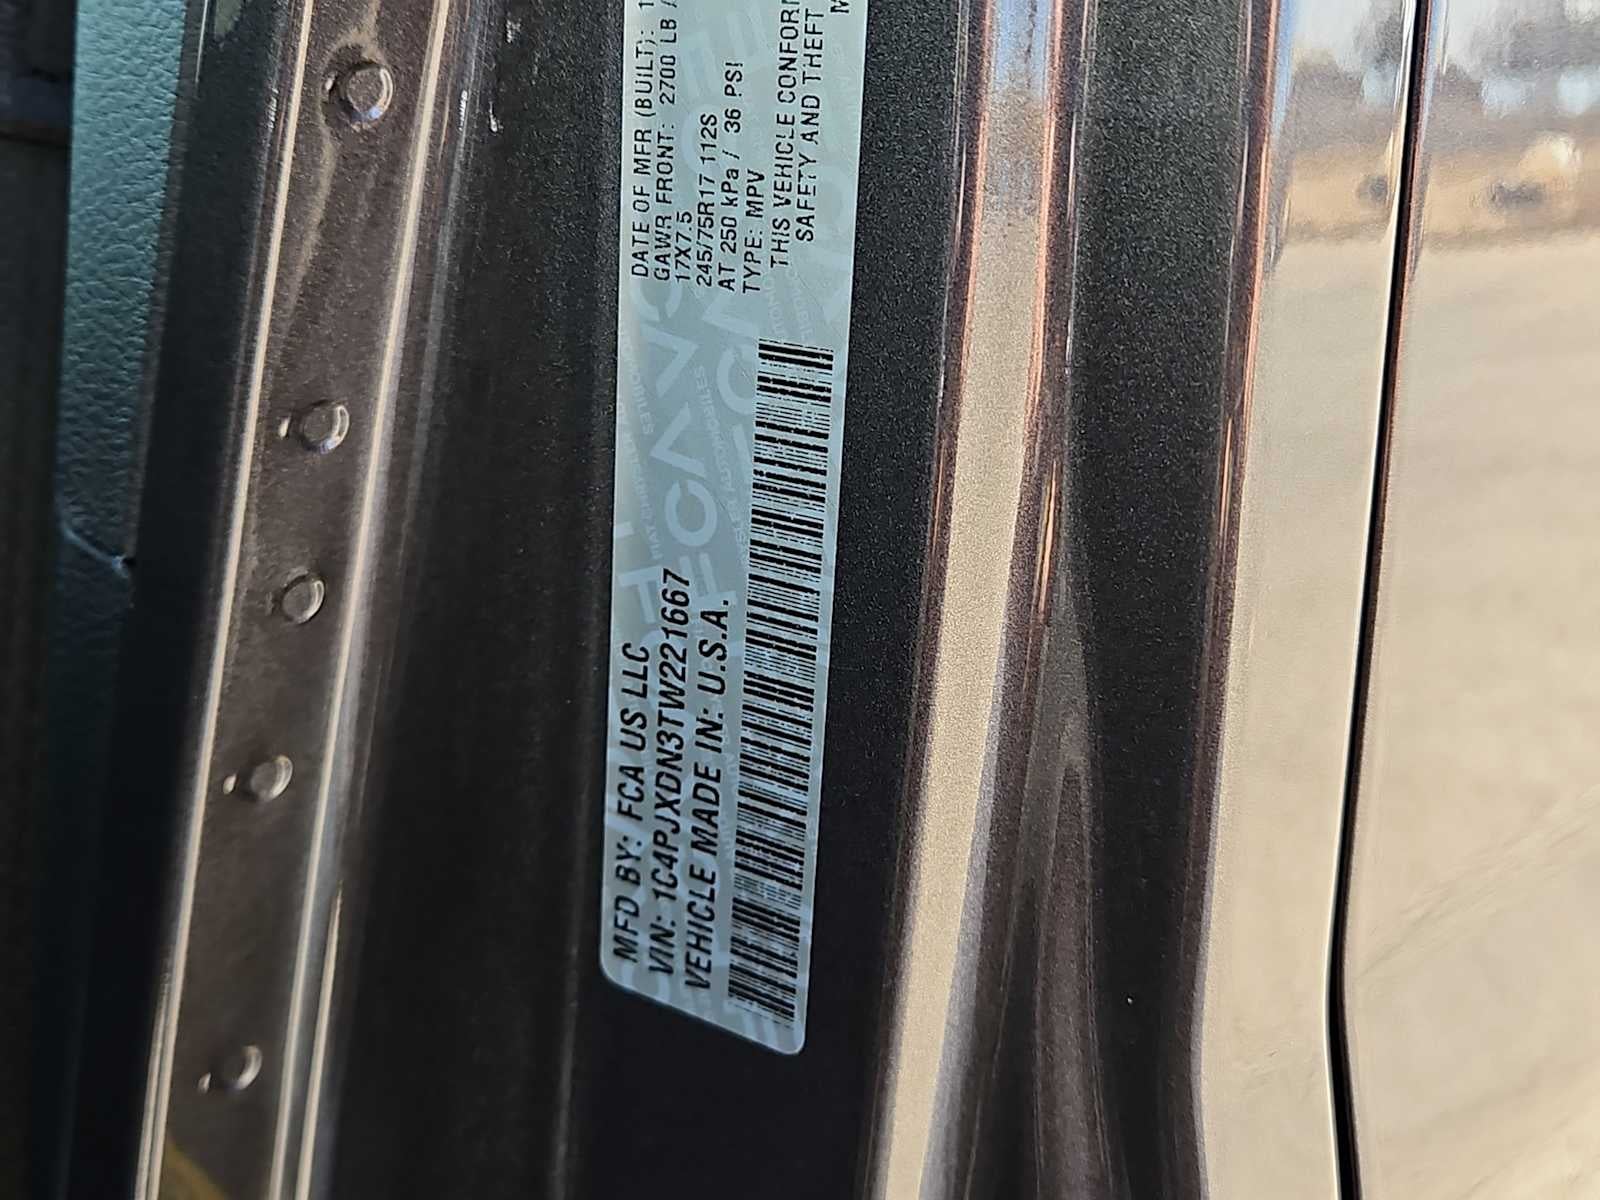 MFD BY: FCA US LLC
VIN: 1C4PJXDN3TW221667
VEHICLE MADE IN: U.S.A.
DATE OF MFR (BUILT): 1
GAWR FRONT: 2700 LB /
17X7.5
245/75R17 112S
AT 250 kPa / 36 PSI
TYPE: MPV
THIS VEHICLE CONFOR
SAFETY AND THEFT